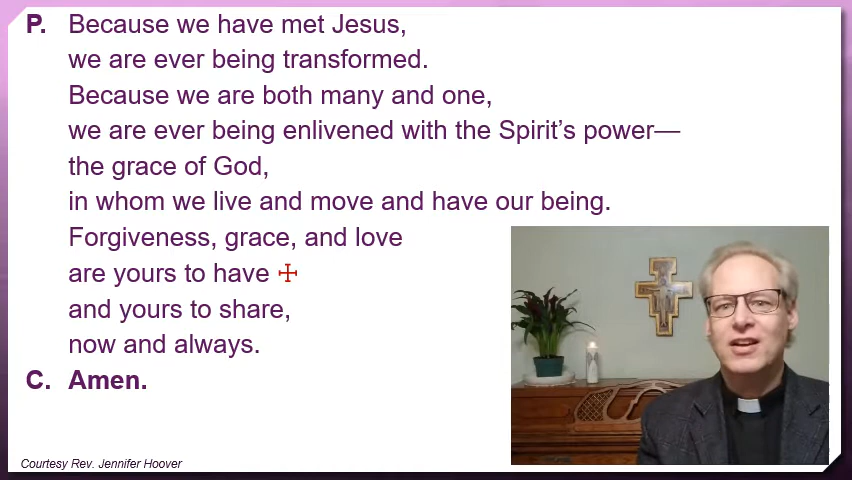 P. Because we have met Jesus,
we are ever being transformed.
Because we are both many and one,
we are ever being enlivened with the Spirit’s power—
the grace of God,
in whom we live and move and have our being.
Forgiveness, grace, and love
are yours to have ☩
and yours to share,
now and always.
C. Amen.
Courtesy Rev. Jennifer Hoover